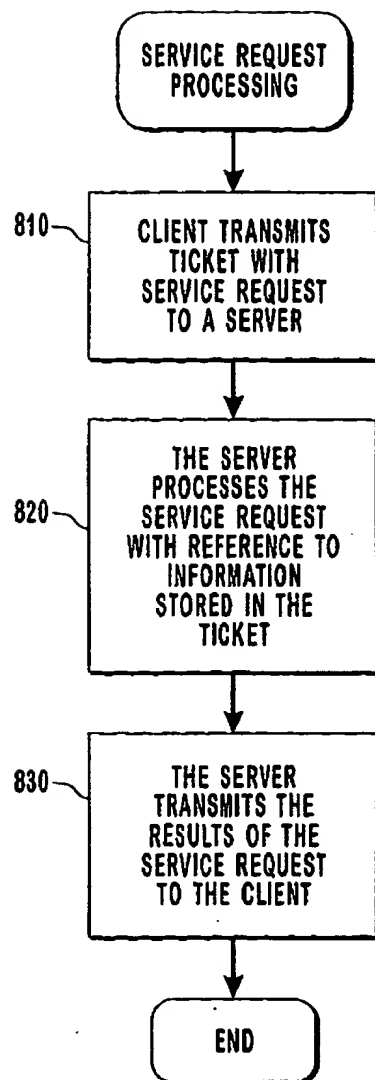 SERVICE REQUEST
PROCESSING
810
CLIENT TRANSMITS
TICKET WITH
SERVICE REQUEST
TO A SERVER
820
THE SERVER
PROCESSES THE
SERVICE REQUEST
WITH REFERENCE TO
INFORMATION
STORED IN THE
TICKET
830
THE SERVER
TRANSMITS THE
RESULTS OF THE
SERVICE REQUEST
TO THE CLIENT
END